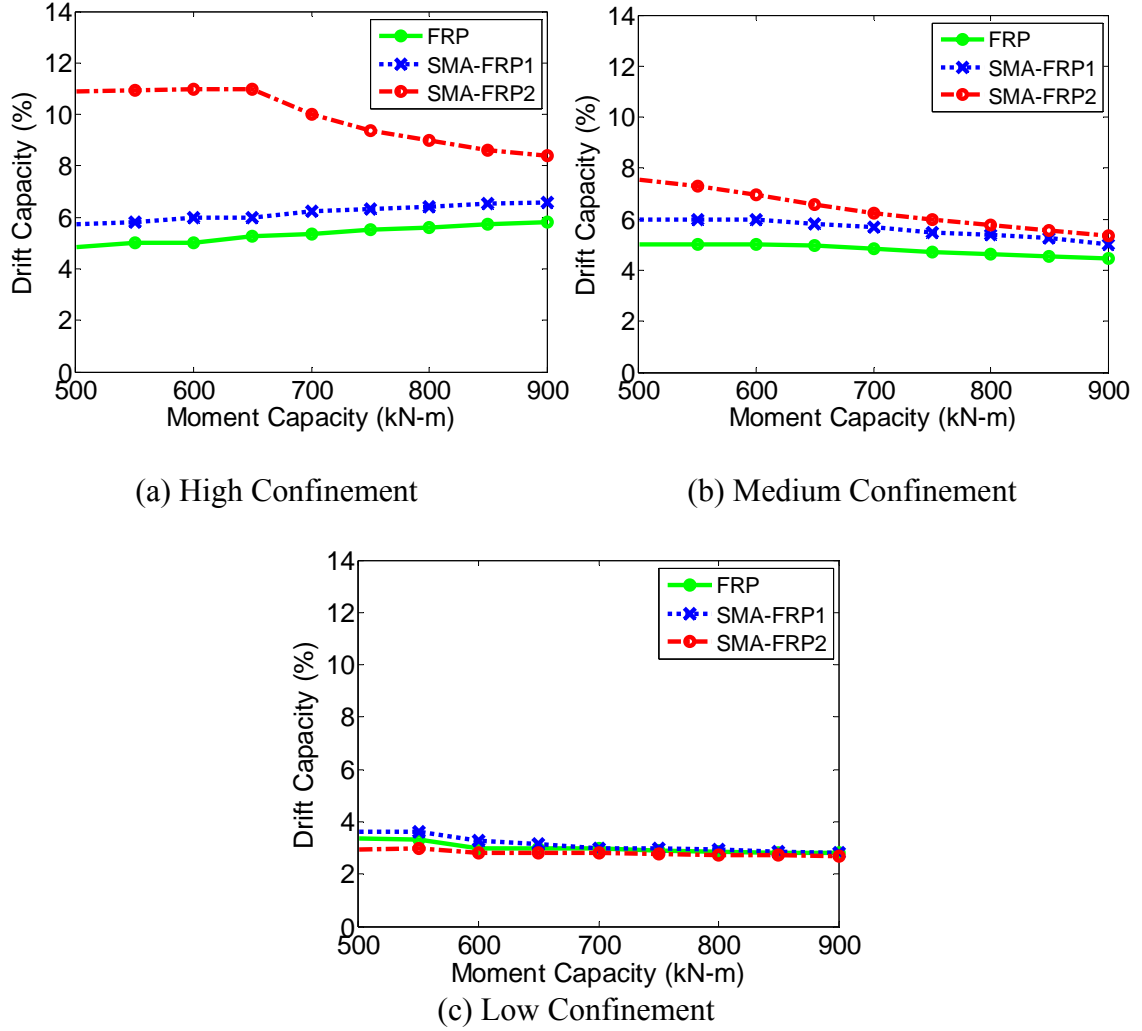 14
12
10
8
6
4
2
0
Drift Capacity (%)
FRP
SMA-FRP1
SMA-FRP2
500 600 700 800 900
Moment Capacity (kN-m)
(a) High Confinement
14
12
10
8
6
4
2
0
Drift Capacity (%)
FRP
SMA-FRP1
SMA-FRP2
500 600 700 800 900
Moment Capacity (kN-m)
(b) Medium Confinement
14
12
10
8
6
4
2
0
Drift Capacity (%)
FRP
SMA-FRP1
SMA-FRP2
500 600 700 800 900
Moment Capacity (kN-m)
(c) Low Confinement